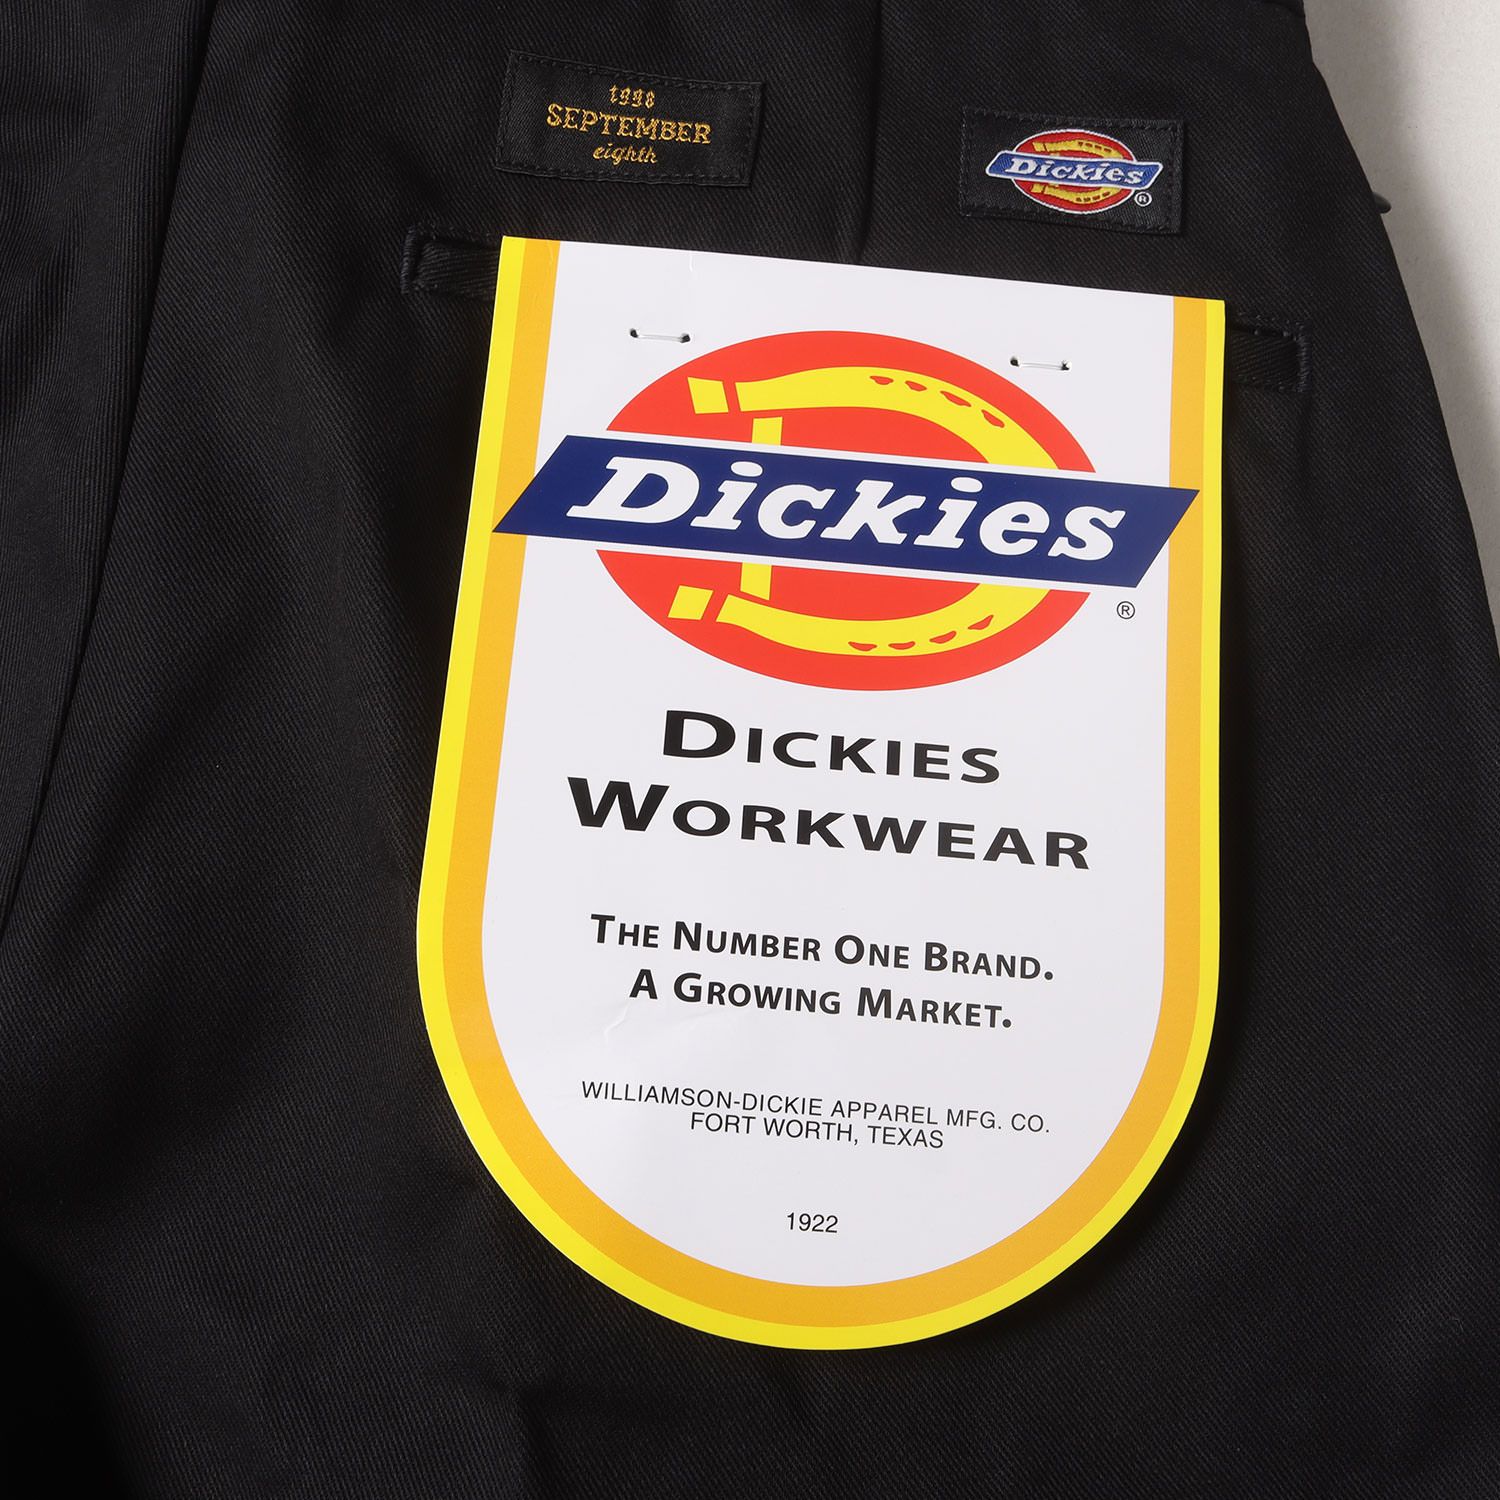 1998
SEPTEMBER
eighth
Dickies
®
Dickies
®
DICKIES
WORKWEAR
THE NUMBER ONE BRAND.
A GROWING MARKET.
WILLIAMSON-DICKIE APPAREL MFG. CO.
FORT WORTH, TEXAS
1922